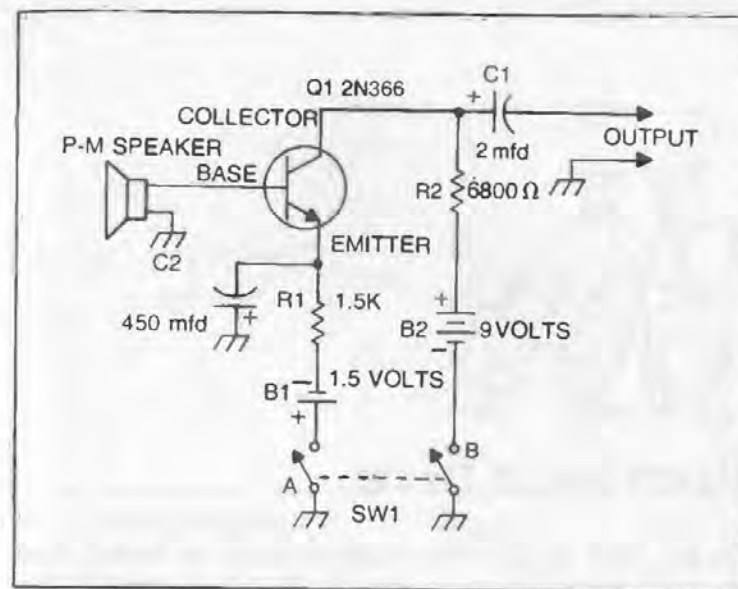 Q1 2N366
C1
+
COLLECTOR
P-M SPEAKER
BASE
2 mfd
OUTPUT
R2 6800 Ω
C2
EMITTER
450 mfd
+
R1 1.5K
+
B2 9 VOLTS
−
− 1.5 VOLTS
B1
+
B
A
SW1